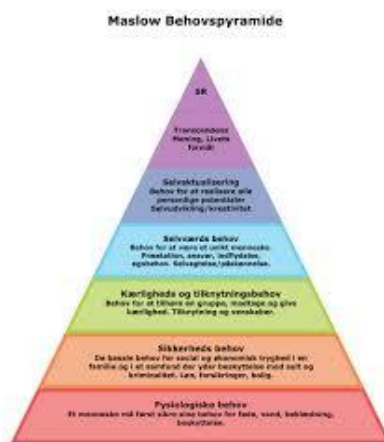 Maslow Behovspyramide
SR
Transcendens
Mening, Livets
formål
Selvaktualisering
Behov for at realisere alle
personlige potentialer
Selvudvikling/kreativitet
Selvværds behov
Behov for at være et unikt menneske.
Præstation, ansvar, indflydelse,
egobehov. Selvagtelse/påskønnelse.
Kærligheds og tilknytningsbehov
Behov for at tilhøre en gruppe, modtage og give
kærlighed. Tilknytning og venskaber.
Sikkerheds behov
De basale behov for social og økonomisk tryghed i en
familie og i et samfund der yder beskyttelse mod sult og
kriminalitet. Løn, forsikringer, bolig.
Fysiologiske behov
Et menneske må først sikre sine behov for føde, vand, beklædning,
beskyttelse.